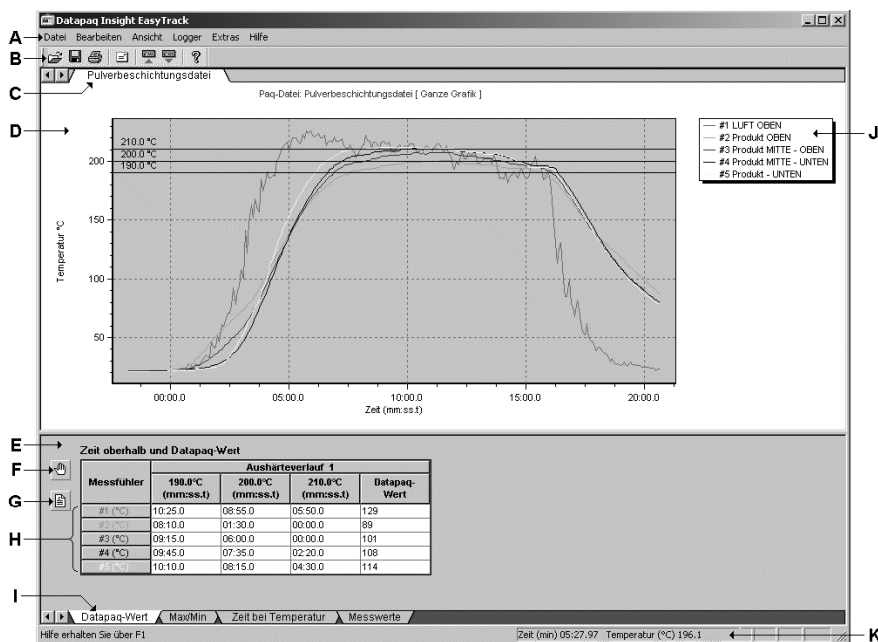 Datapaq Insight EasyTrack
A
Datei Bearbeiten Ansicht Logger Extras Hilfe
B
C
Pulverbeschichtungsdatei
Paq-Datei: Pulverbeschichtungsdatei [ Ganze Grafik ]
D
J
#1 LUFT OBEN
#2 Produkt OBEN
#3 Produkt MITTE - OBEN
#4 Produkt MITTE - UNTEN
#5 Produkt - UNTEN
210.0 °C
200.0 °C
190.0 °C
200
150
100
50
Temperatur °C
00:00.0 05:00.0 10:00.0 15:00.0 20:00.0
Zeit (mm:ss.t)
E
Zeit oberhalb und Datapaq-Wert
F
G
H
Messfühler Aushärteverlauf 1
190.0°C (mm:ss.t) 200.0°C (mm:ss.t) 210.0°C (mm:ss.t) Datapaq-Wert
#1 (°C) 10:25.0 08:55.0 05:50.0 129
#2 (°C) 08:10.0 01:30.0 00:00.0 89
#3 (°C) 09:15.0 06:00.0 00:00.0 101
#4 (°C) 09:45.0 07:35.0 02:20.0 108
#5 (°C) 10:10.0 08:15.0 04:30.0 114
I
Datapaq-Wert Max/Min Zeit bei Temperatur Messwerte
Hilfe erhalten Sie über F1
Zeit (min) 05:27.97 Temperatur (°C) 196.1
K